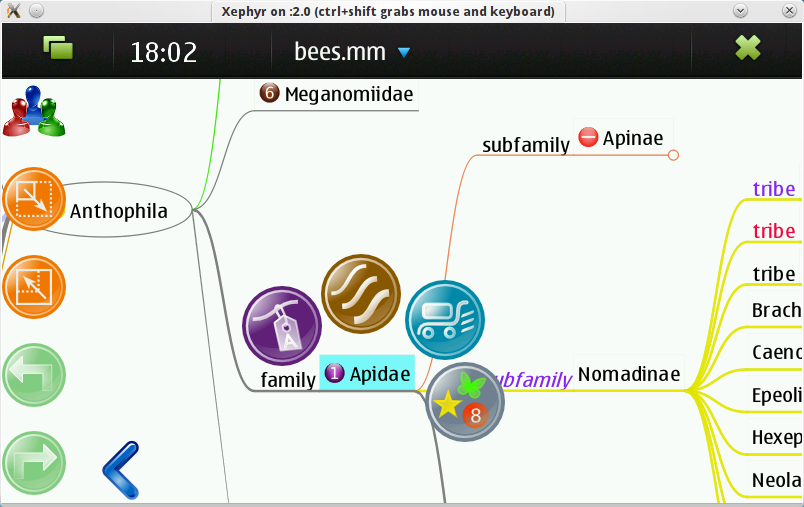 Xephyr on :2.0 (ctrl+shift grabs mouse and keyboard)
18:02
bees.mm
6 Meganomiidae
subfamily
Apinae
Anthophila
tribe
tribe
tribe
Brach
A
family
1 Apidae
subfamily
Nomadinae
Caeno
8
Epeoli
Hexep
Neola